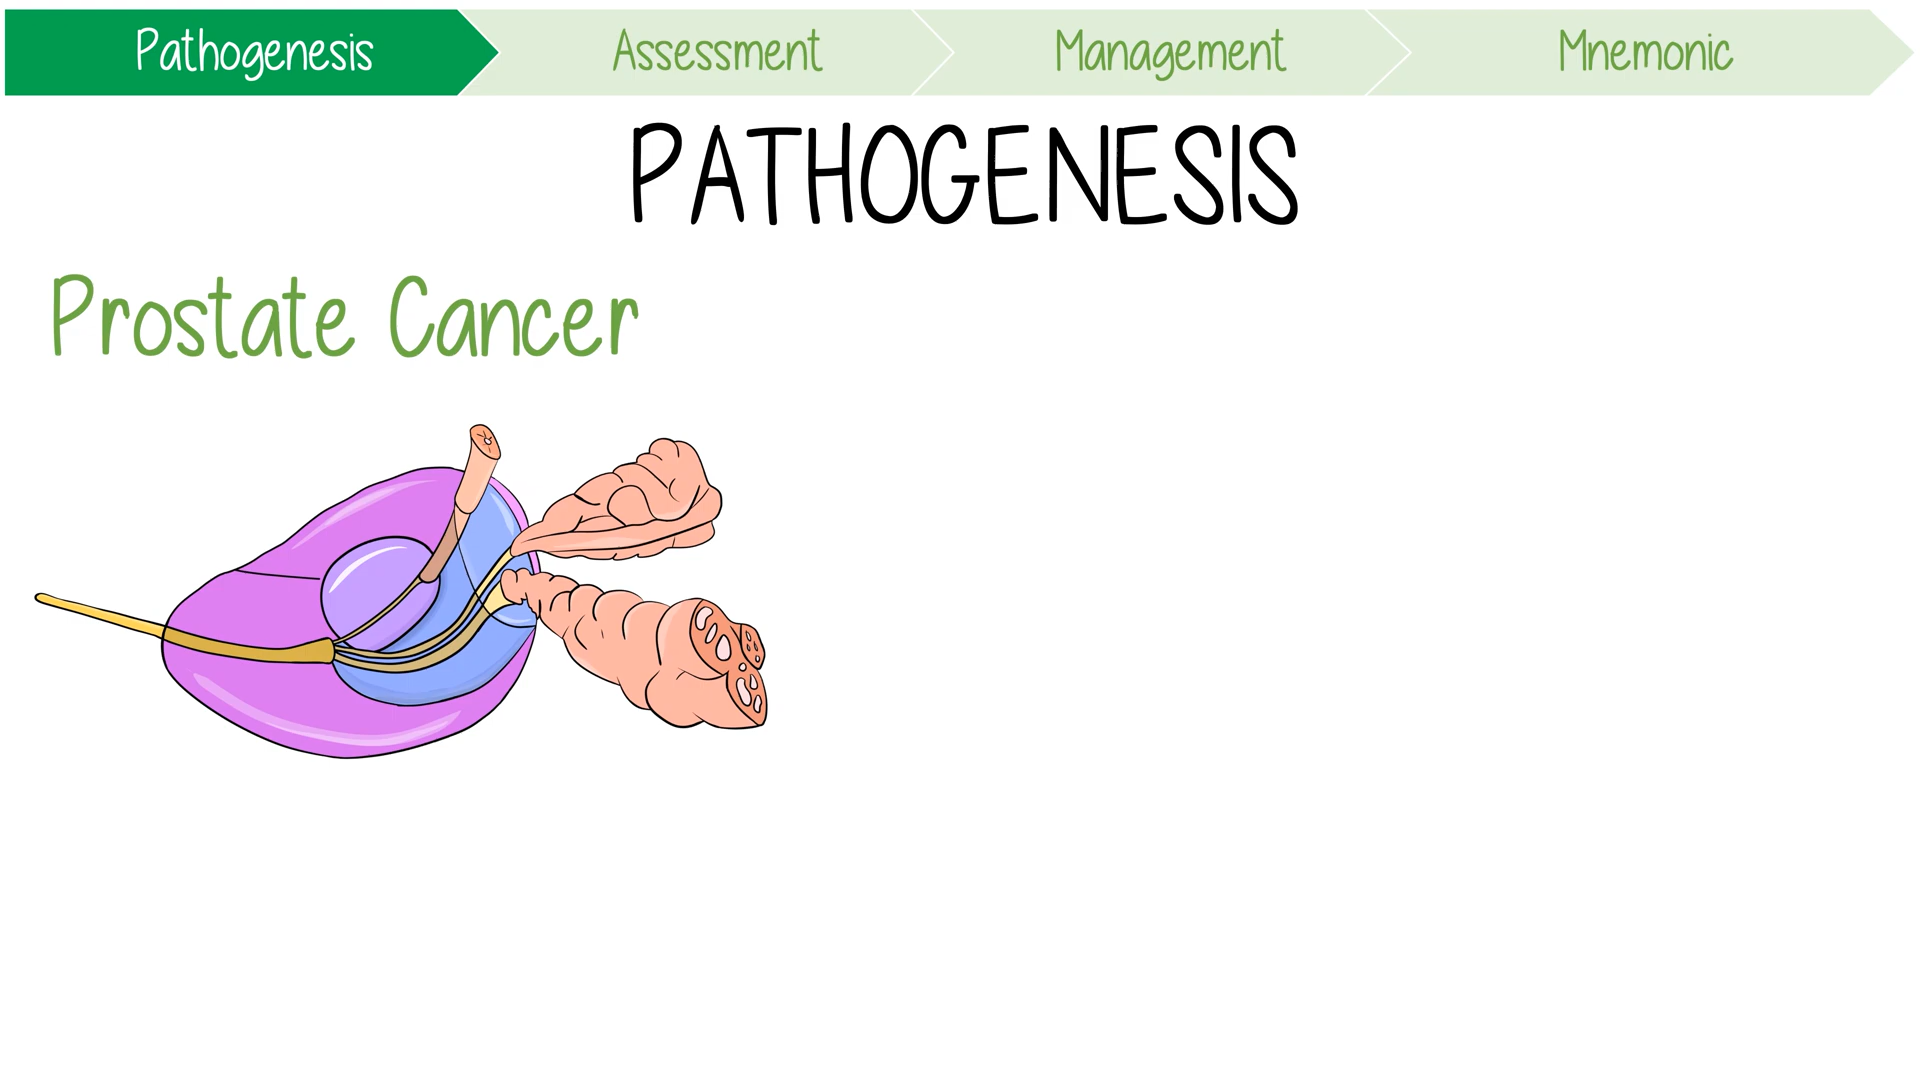 Pathogenesis
Assessment
Management
Mnemonic
PATHOGENESIS
Prostate Cancer